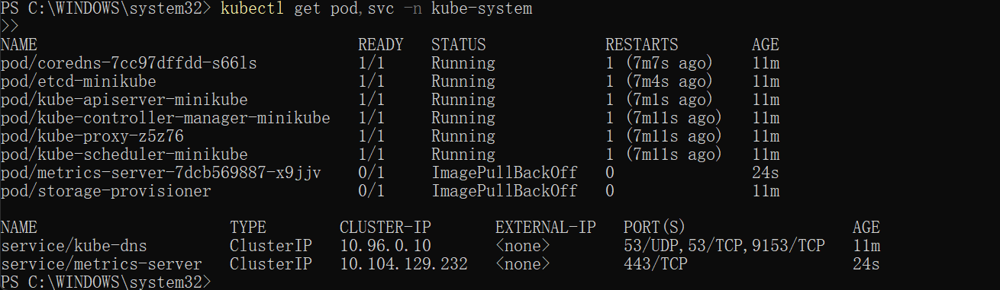 PS C:\WINDOWS\system32> kubectl get pod,svc -n kube-system
>>
NAME READY STATUS RESTARTS AGE
pod/coredns-7cc97dffdd-s66ls 1/1 Running 1 (7m7s ago) 11m
pod/etcd-minikube 1/1 Running 1 (7m4s ago) 11m
pod/kube-apiserver-minikube 1/1 Running 1 (7m1s ago) 11m
pod/kube-controller-manager-minikube 1/1 Running 1 (7m11s ago) 11m
pod/kube-proxy-z5z76 1/1 Running 1 (7m11s ago) 11m
pod/kube-scheduler-minikube 1/1 Running 1 (7m11s ago) 11m
pod/metrics-server-7dcb569887-x9jjv 0/1 ImagePullBackOff 0 24s
pod/storage-provisioner 0/1 ImagePullBackOff 0 11m
NAME TYPE CLUSTER-IP EXTERNAL-IP PORT(S) AGE
service/kube-dns ClusterIP 10.96.0.10 <none> 53/UDP,53/TCP,9153/TCP 11m
service/metrics-server ClusterIP 10.104.129.232 <none> 443/TCP 24s
PS C:\WINDOWS\system32>